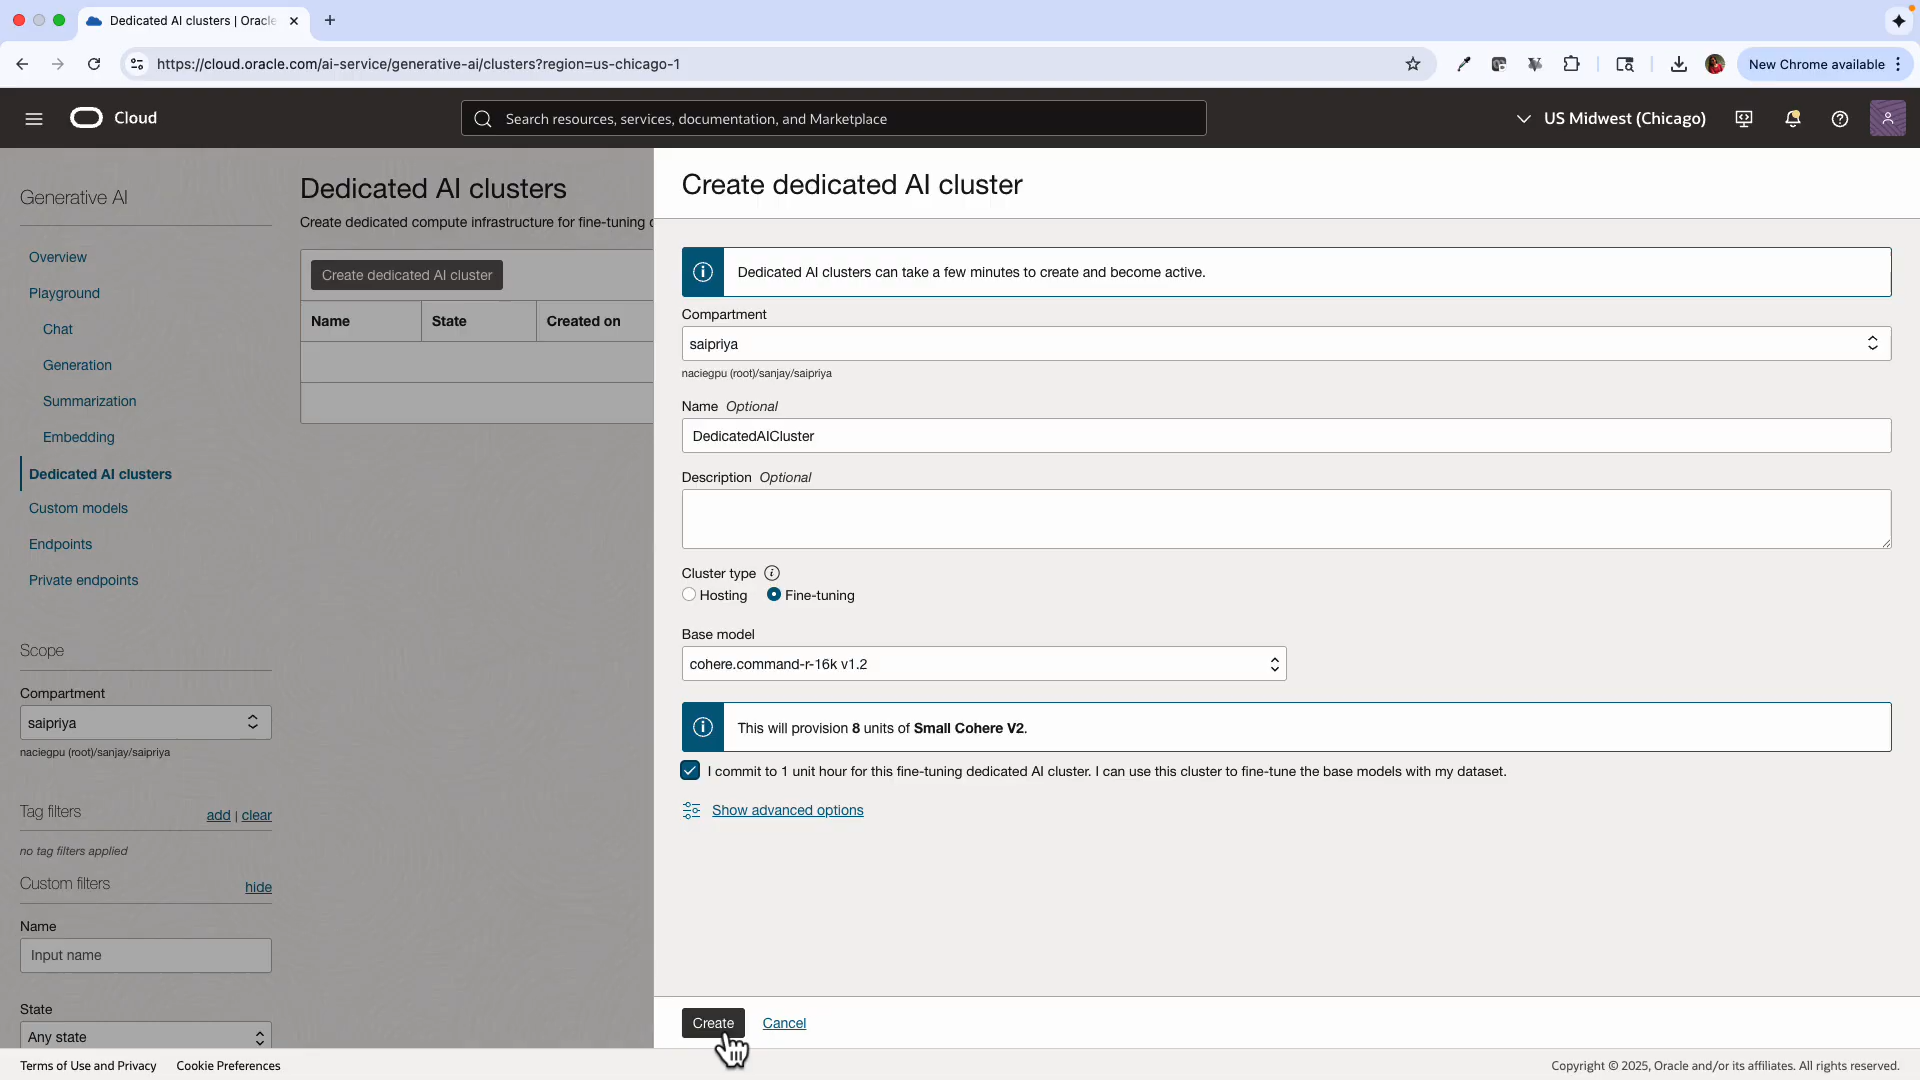 Dedicated AI clusters | Oracle
https://cloud.oracle.com/ai-service/generative-ai/clusters?region=us-chicago-1
New Chrome available
Cloud
Search resources, services, documentation, and Marketplace
US Midwest (Chicago)
Generative AI
Overview
Playground
Chat
Generation
Summarization
Embedding
Dedicated AI clusters
Custom models
Endpoints
Private endpoints
Scope
Compartment
saipriya
naciegpu (root)/sanjay/saipriya
Tag filters
add | clear
no tag filters applied
Custom filters
hide
Name
Input name
State
Any state
Dedicated AI clusters
Create dedicated compute infrastructure for fine-tuning
Create dedicated AI cluster
Name
State
Created on
Create dedicated AI cluster
Dedicated AI clusters can take a few minutes to create and become active.
Compartment
saipriya
naciegpu (root)/sanjay/saipriya
Name Optional
DedicatedAICluster
Description Optional
Cluster type
Hosting
Fine-tuning
Base model
cohere.command-r-16k v1.2
This will provision 8 units of Small Cohere V2.
I commit to 1 unit hour for this fine-tuning dedicated AI cluster. I can use this cluster to fine-tune the base models with my dataset.
Show advanced options
Create
Cancel
Terms of Use and Privacy
Cookie Preferences
Copyright © 2025, Oracle and/or its affiliates. All rights reserved.